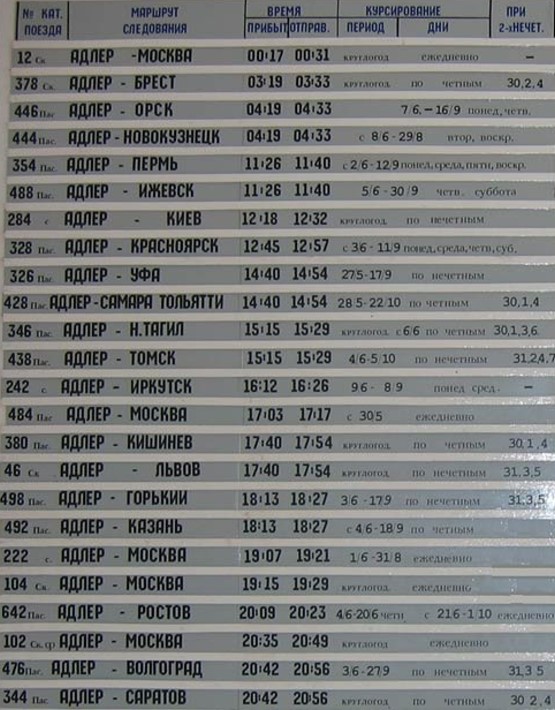 № КАТ. МАРШРУТ ВРЕМЯ КУРСИРОВАНИЕ ПРИ
ПОЕЗДА СЛЕДОВАНИЯ ПРИБЫТ ОТПРАВ. ПЕРИОД ДНИ 2-х НЕЧЕТ.
12 Ск АДЛЕР - МОСКВА 00:17 00:31 круглогод ежедневно —
378 Ск. АДЛЕР - БРЕСТ 03:19 03:33 круглогод по четным 30,2,4
446 Пас АДЛЕР - ОРСК 04:19 04:33 7/6.-16/9 понед,четв.
444 Пас АДЛЕР - НОВОКУЗНЕЦК 04:19 04:33 с 8/6-29/8 втор, воскр.
354 Пас. АДЛЕР - ПЕРМЬ 11:26 11:40 с 2/6-12/9 понед,среда,пятн, воскр.
488 Пас. АДЛЕР - ИЖЕВСК 11:26 11:40 5/6-30/9 четв. суббота
284 с АДЛЕР - КИЕВ 12:18 12:32 круглогод по нечетным
328 Пас. АДЛЕР - КРАСНОЯРСК 12:45 12:57 с 3/6-11/9 понед,среда,четв,суб.
326 Пас. АДЛЕР - УФА 14:40 14:54 27.5-17/9 по нечетным
428 Пас. АДЛЕР - САМАРА ТОЛЬЯТТИ 14:40 14:54 28.5-22.10 по четным 30,1,4
346 Пас. АДЛЕР - Н.ТАГИЛ 15:15 15:29 круглогод с 6/6 по четным 30,1,3,6.
438 Пас. АДЛЕР - ТОМСК 15:15 15:29 4/6-5/10 по нечетным 31.2,4,7
242 с АДЛЕР - ИРКУТСК 16:12 16:26 9.6- 8/9 понед сред. —
484 Пас АДЛЕР - МОСКВА 17:03 17:17 с 30.5 ежедневно
380 Пас. АДЛЕР - КИШИНЕВ 17:40 17:54 круглогод по четным 30,1,4
46 Ск АДЛЕР - ЛЬВОВ 17:40 17:54 круглогод по нечетным 31,3,5
498 Пас. АДЛЕР - ГОРЬКИЙ 18:13 18:27 3/6-17.9 по нечетным 31,3,5
492 Пас. АДЛЕР - КАЗАНЬ 18:13 18:27 с 4.6-18/9 по четным
222 с. АДЛЕР - МОСКВА 19:07 19:21 1/6-31/8 ежедневно
104 Ск. АДЛЕР - МОСКВА 19:15 19:29 круглогод ежедневно
642 Пас АДЛЕР - РОСТОВ 20:09 20:23 4.6-20.6 четн с 21.6-1.10 ежедневно
102 Ск.фр АДЛЕР - МОСКВА 20:35 20:49 круглогод ежедневно
476 Пас. АДЛЕР - ВОЛГОГРАД 20:42 20:56 3/6-27.9 по нечетным 31,3 5
344 Пас. АДЛЕР - САРАТОВ 20:42 20:56 круглогод по четным 30 2,4